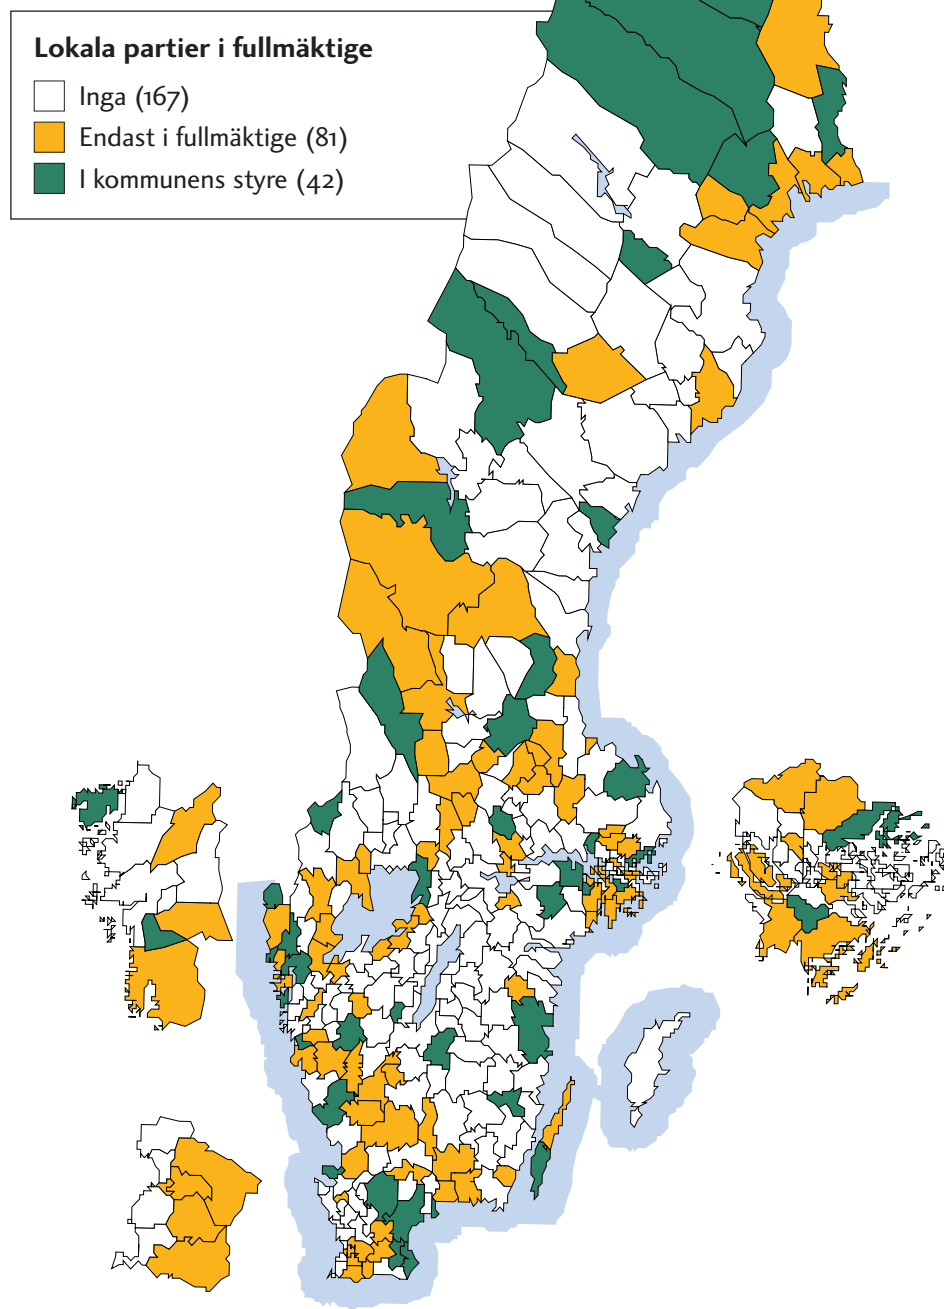 Lokala partier i fullmäktige
Inga (167)
Endast i fullmäktige (81)
I kommunens styre (42)